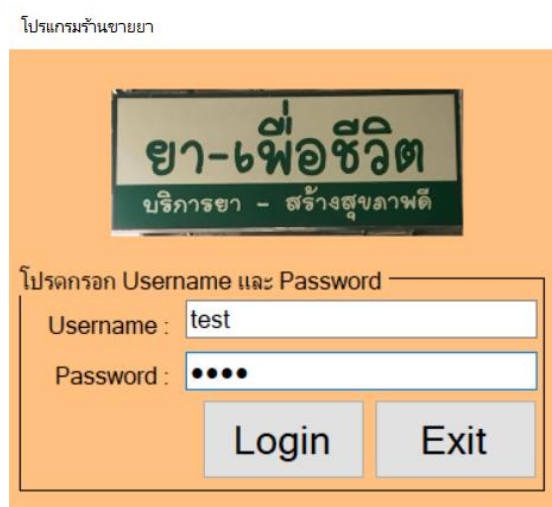 โปรแกรมร้านขายยา
ยา-เพื่อชีวิต
บริการยา - สร้างสุขภาพดี
โปรดกรอก Username และ Password
Username : test
Password : ●●●●
Login Exit